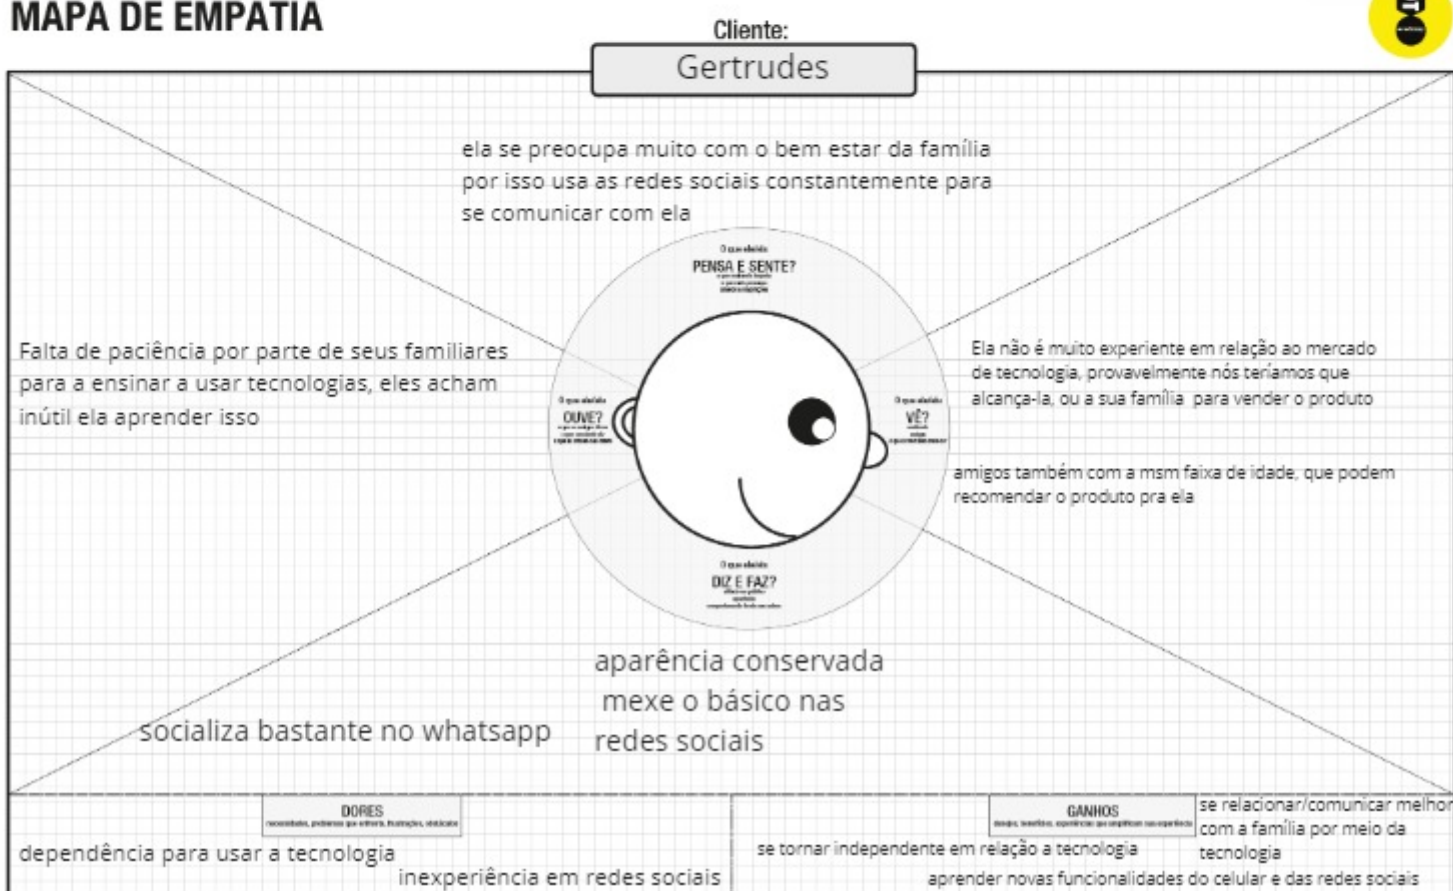 MAPA DE EMPATIA
Cliente:
Gertrudes
ela se preocupa muito com o bem estar da família
por isso usa as redes sociais constantemente para
se comunicar com ela
PENSA E SENTE?
Falta de paciência por parte de seus familiares
para a ensinar a usar tecnologias, eles acham
inútil ela aprender isso
OUVE?
VÊ?
Ela não é muito experiente em relação ao mercado
de tecnologia, provavelmente nós teríamos que
alcança-la, ou a sua família para vender o produto
amigos também com a msm faixa de idade, que podem
recomendar o produto pra ela
DIZ E FAZ?
aparência conservada
mexe o básico nas
redes sociais
socializa bastante no whatsapp
DORES
dependência para usar a tecnologia
inexperiência em redes sociais
GANHOS
se relacionar/comunicar melhor
com a família por meio da
tecnologia
se tornar independente em relação a tecnologia
aprender novas funcionalidades do celular e das redes sociais